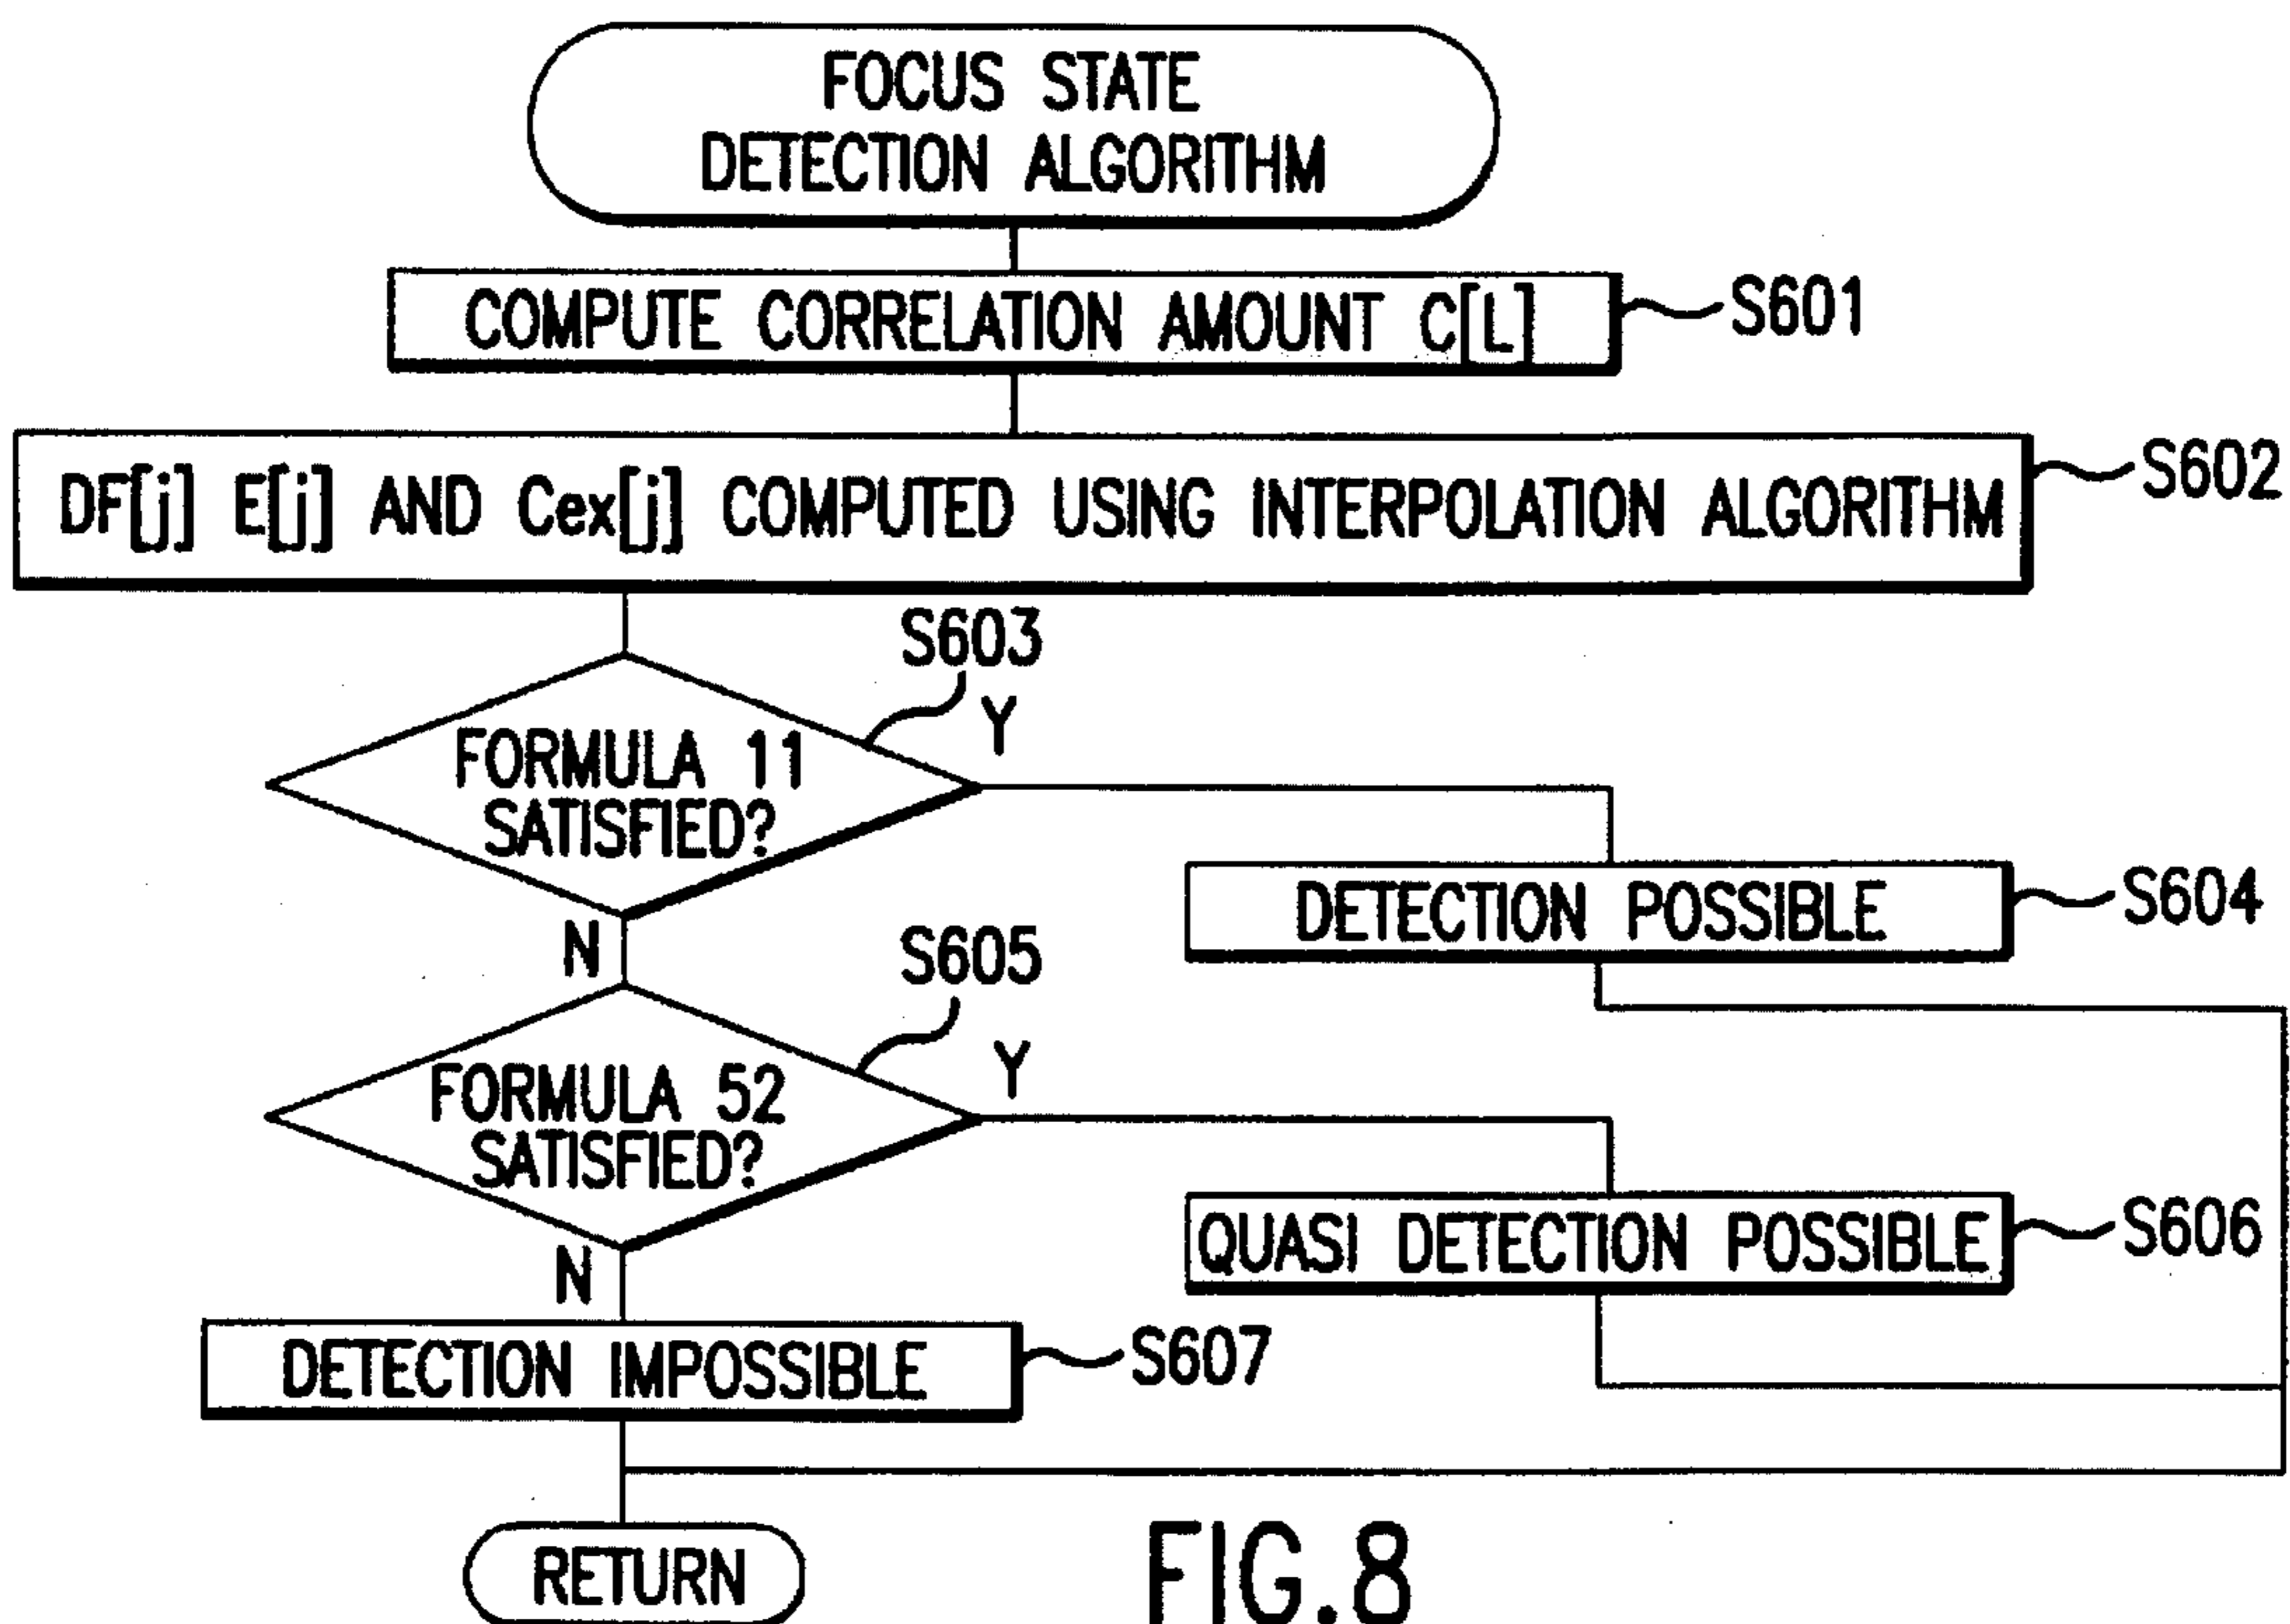 FOCUS STATE
DETECTION ALGORITHM
COMPUTE CORRELATION AMOUNT C[L]
S601
DF[j] E[j] AND Cex[j] COMPUTED USING INTERPOLATION ALGORITHM
S602
S603
Y
FORMULA 11
SATISFIED?
N
DETECTION POSSIBLE
S604
S605
Y
FORMULA 52
SATISFIED?
N
QUASI DETECTION POSSIBLE
S606
DETECTION IMPOSSIBLE
S607
RETURN
FIG.8